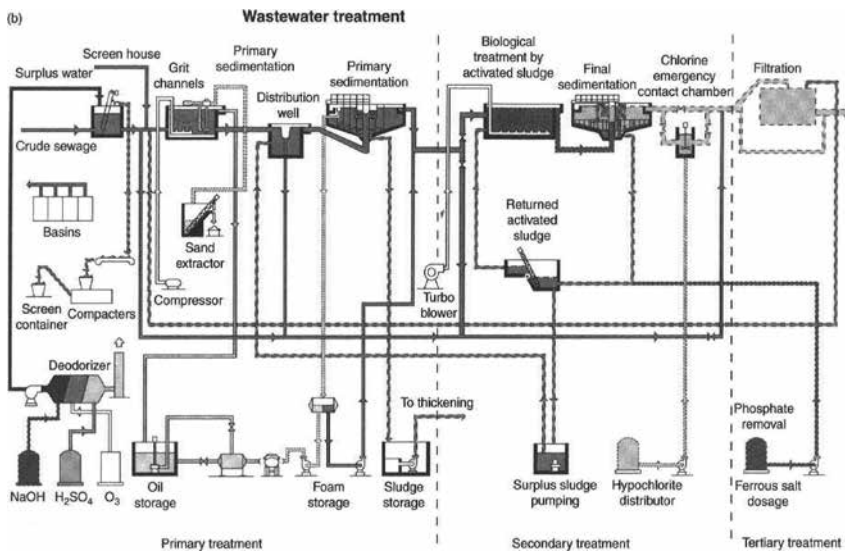 (b)
Wastewater treatment
Screen house
Surplus water
Grit
channels
Primary
sedimentation
Distribution
well
Primary
sedimentation
Biological
treatment by
activated sludge
Final
sedimentation
Chlorine
emergency
contact chamber
Filtration
Crude sewage
Basins
Sand
extractor
Compressor
Screen
container
Compacters
Returned
activated
sludge
Turbo
blower
Deodorizer
NaOH
H₂SO₄
O₃
Oil
storage
Foam
storage
To thickening
Sludge
storage
Surplus sludge
pumping
Hypochlorite
distributor
Phosphate
removal
Ferrous salt
dosage
Primary treatment
Secondary treatment
Tertiary treatment